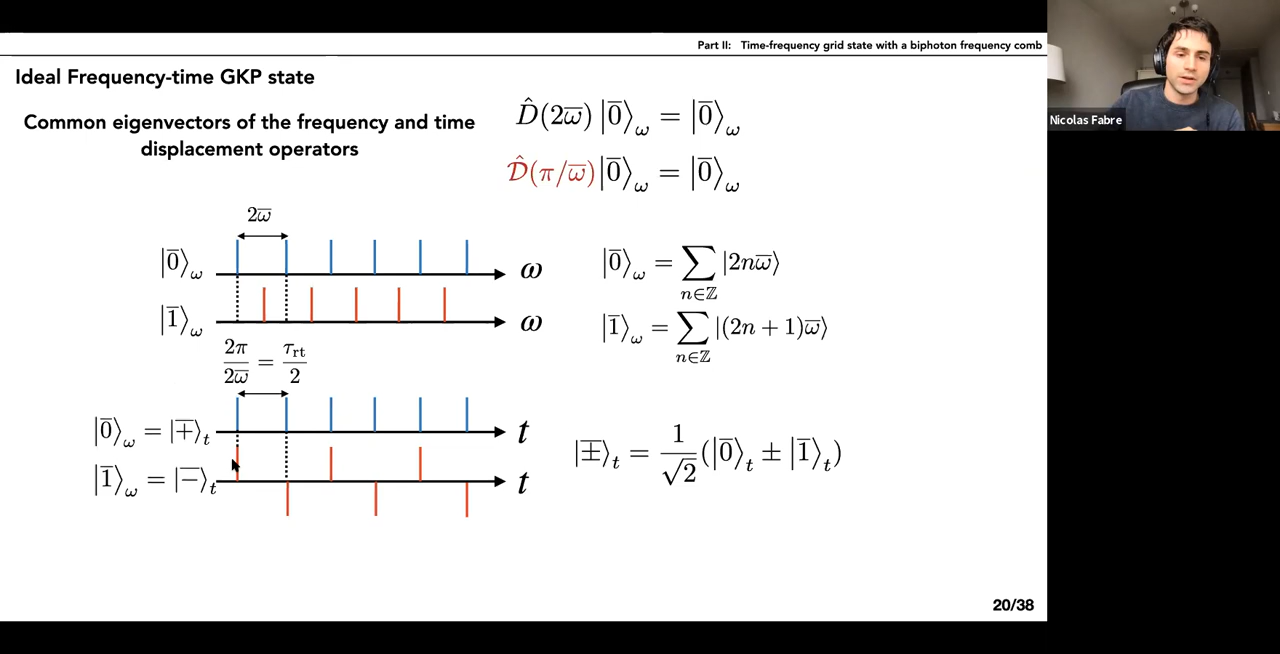 Part II: Time-frequency grid state with a biphoton frequency comb
Ideal Frequency-time GKP state
Common eigenvectors of the frequency and time
displacement operators
D̂(2ω̅)|0̅⟩_ω = |0̅⟩_ω
𝒟̂(π/ω̅)|0̅⟩_ω = |0̅⟩_ω
2ω̅
|0̅⟩_ω ω
|0̅⟩_ω = ∑_{n∈ℤ} |2nω̅⟩
|1̅⟩_ω ω
|1̅⟩_ω = ∑_{n∈ℤ} |(2n + 1)ω̅⟩
2π/2ω̅ = τ_rt/2
|0̅⟩_ω = |+̅⟩_t t
|1̅⟩_ω = |−̅⟩_t t
|±̅⟩_t = 1/√2 (|0̅⟩_t ± |1̅⟩_t)
20/38
Nicolas Fabre